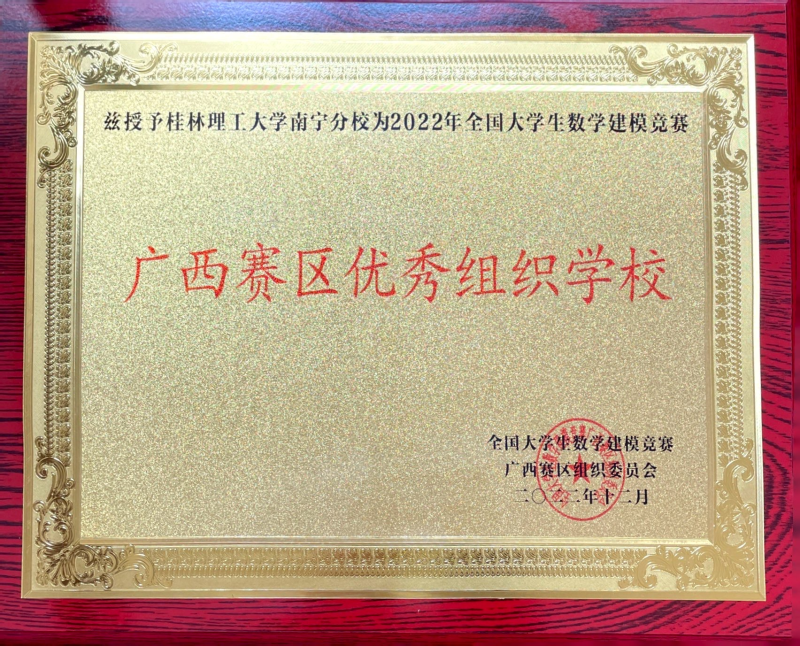 兹授予桂林理工大学南宁分校为2022年全国大学生数学建模竞赛
广西赛区优秀组织学校
全国大学生数学建模竞赛
广西赛区组织委员会
二〇二二年十二月